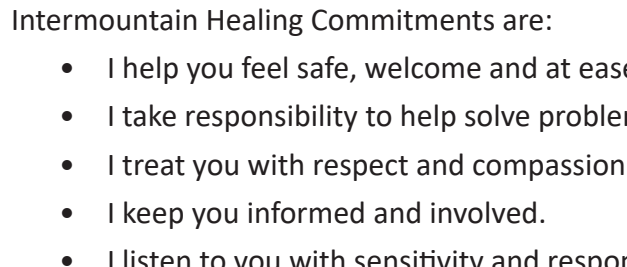 Intermountain Healing Commitments are:
• I help you feel safe, welcome and at ease
• I take responsibility to help solve
• I treat you with respect and compassion
• I keep you informed and involved.
• I listen to you with sensitivity and